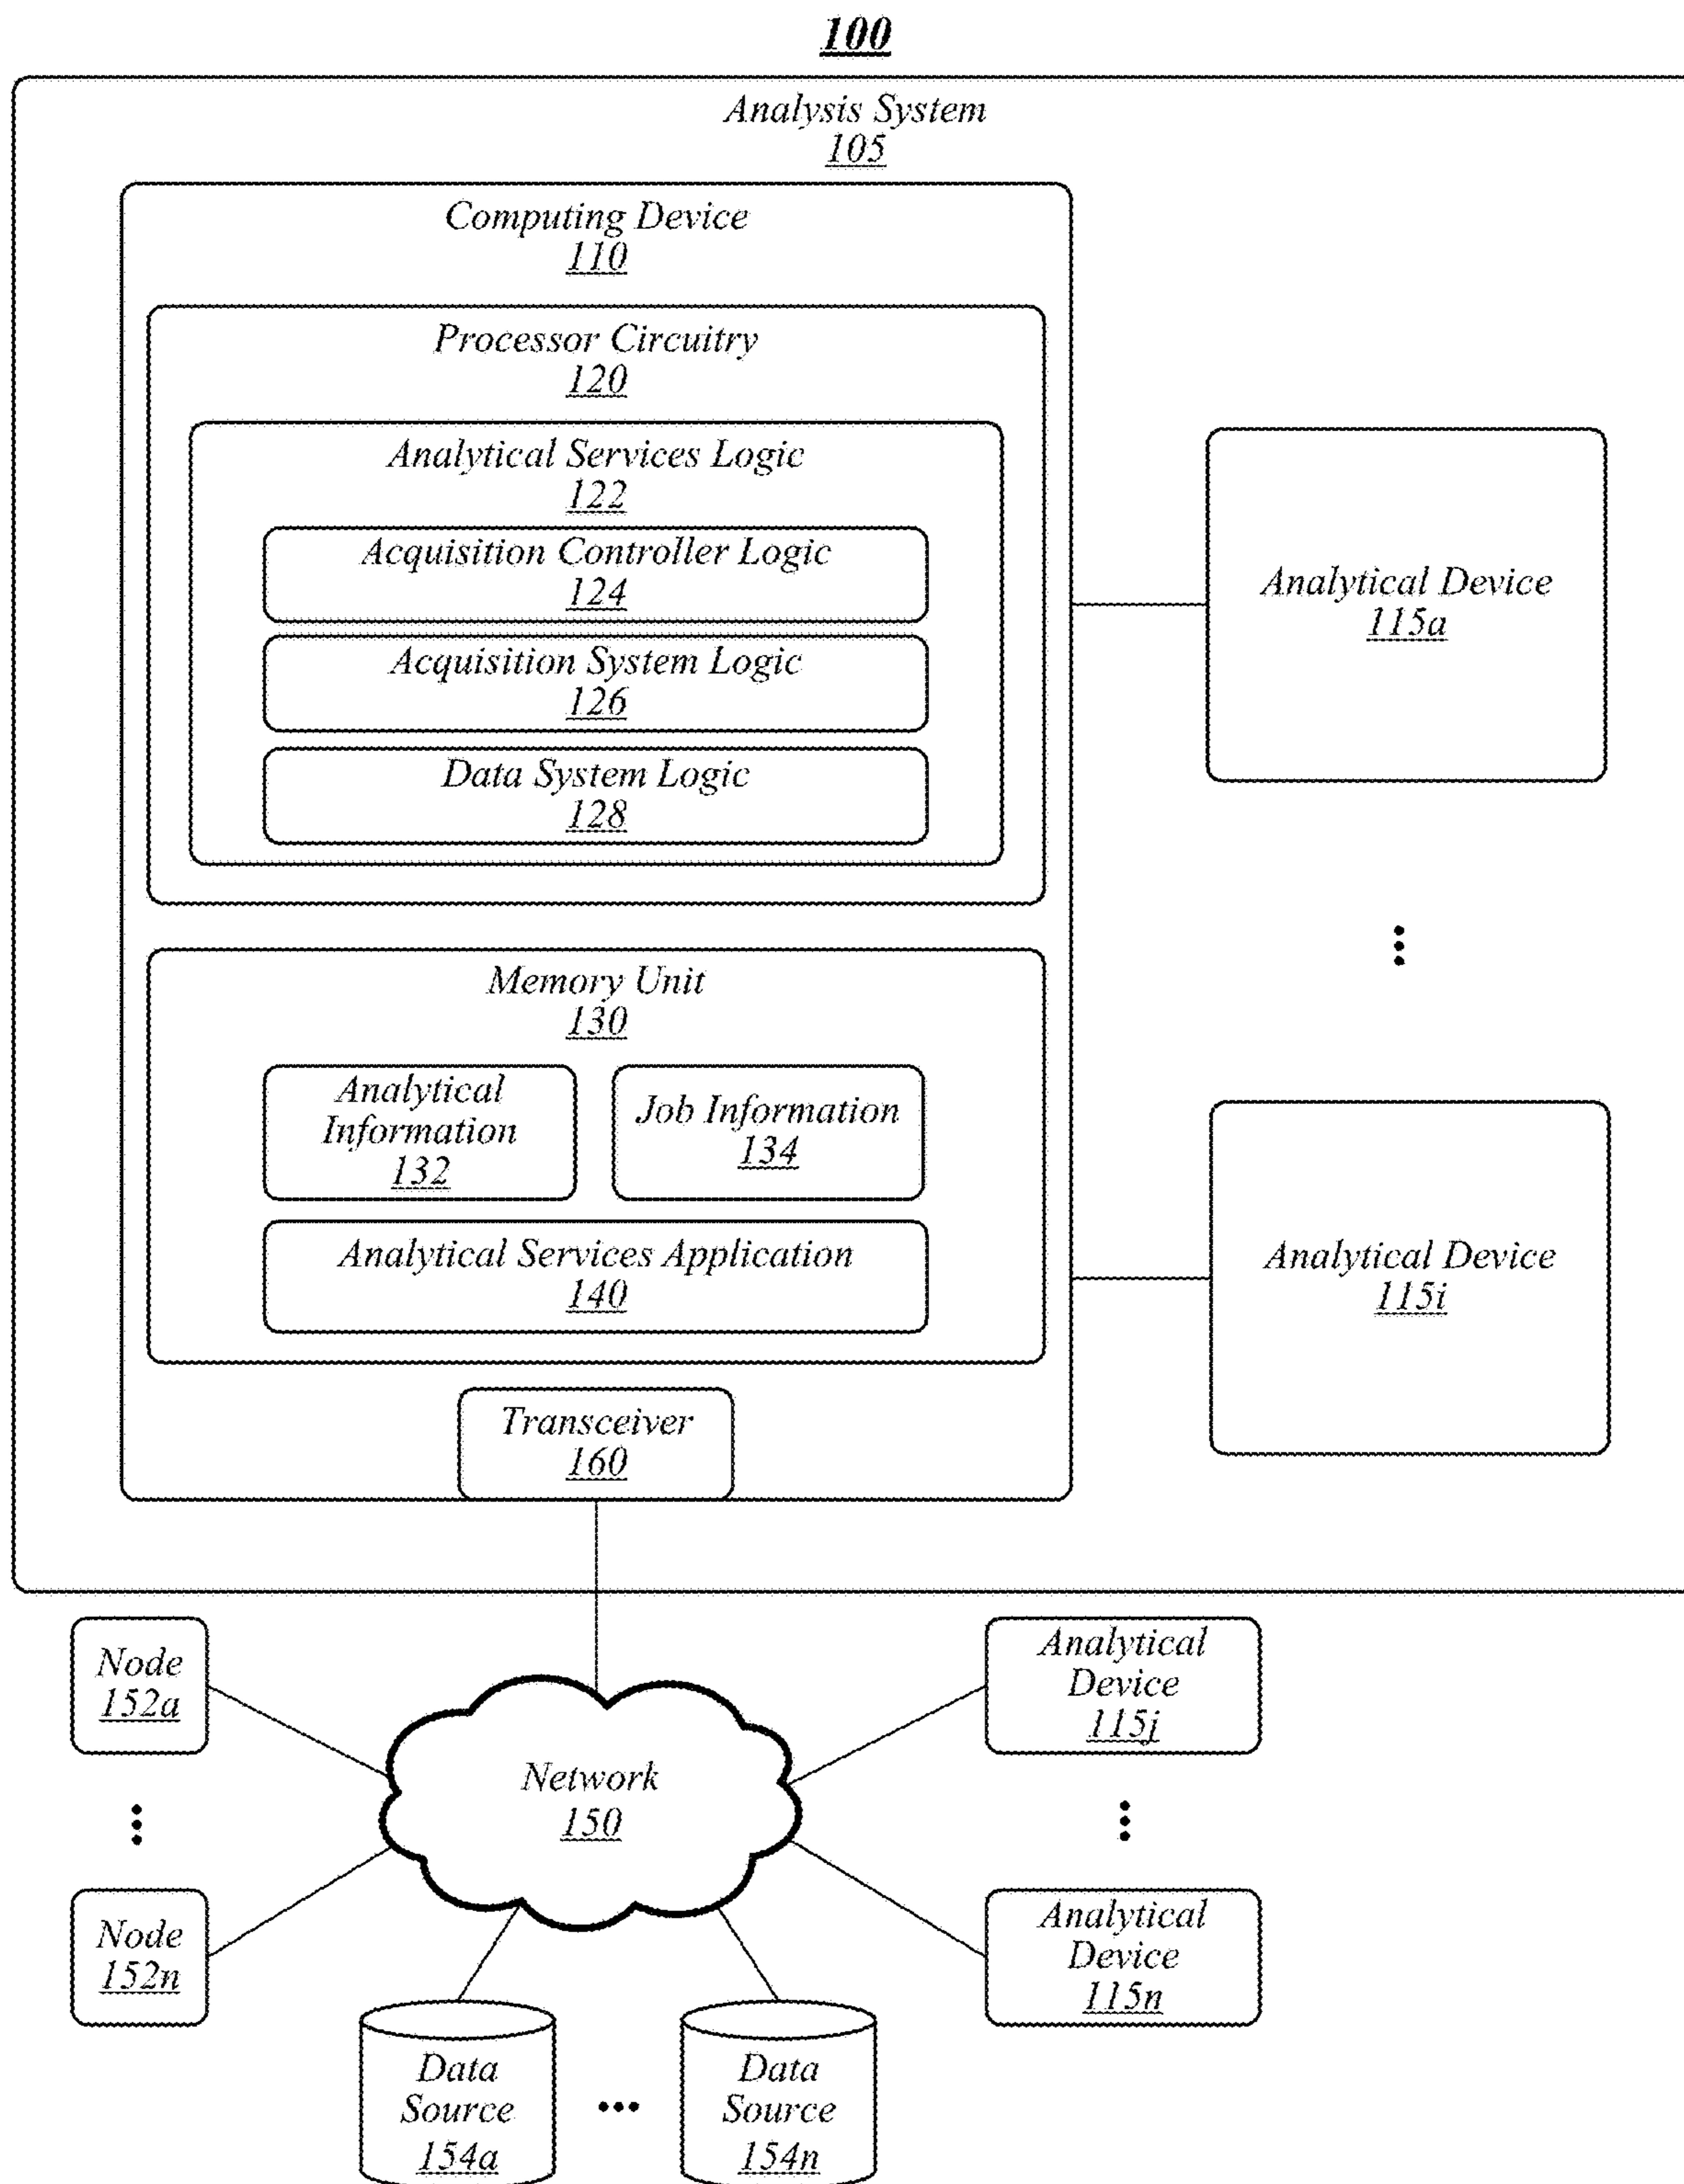 100
Analysis System
105
Computing Device
110
Processor Circuitry
120
Analytical Services Logic
122
Acquisition Controller Logic
124
Acquisition System Logic
126
Data System Logic
128
Analytical Device
115a
Memory Unit
130
Analytical
Information
132
Job Information
134
Analytical Services Application
140
Analytical Device
115i
Transceiver
160
Node
152a
Analytical
Device
115j
Network
150
Node
152n
Analytical
Device
115n
Data
Source
154a
Data
Source
154n